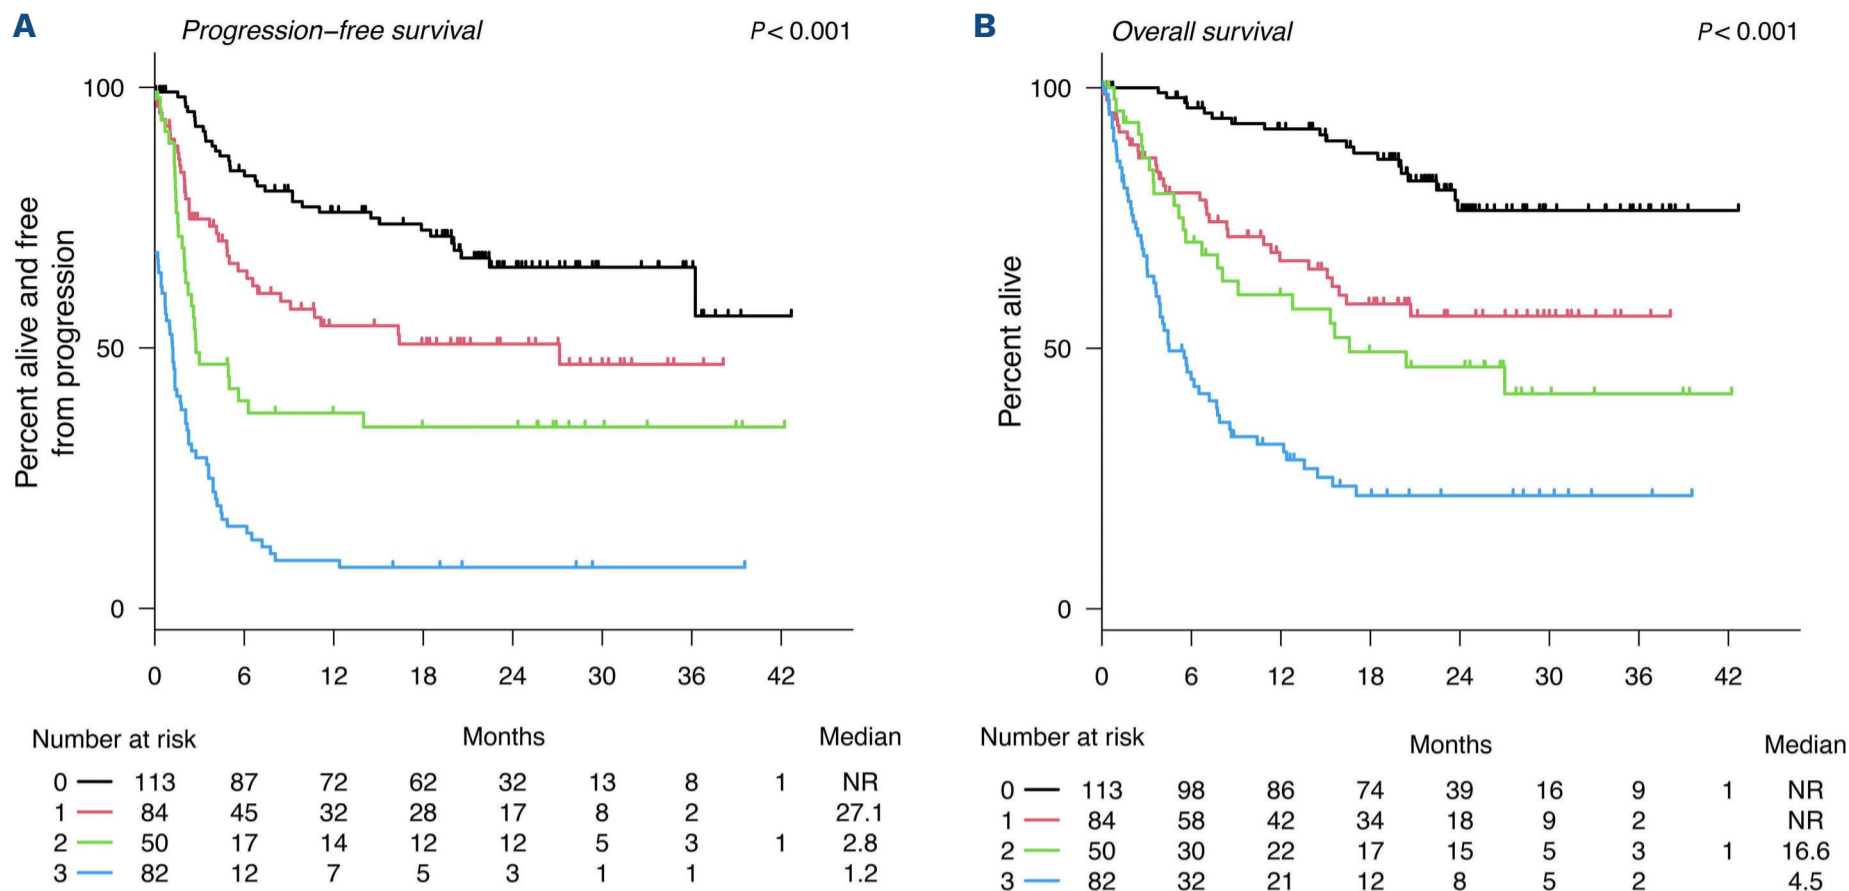 A
Progression–free survival
P< 0.001
Percent alive and free
from progression
100
50
0
0 6 12 18 24 30 36 42
Number at risk Months Median
0 113 87 72 62 32 13 8 1 NR
1 84 45 32 28 17 8 2 27.1
2 50 17 14 12 12 5 3 1 2.8
3 82 12 7 5 3 1 1 1.2
B
Overall survival
P< 0.001
Percent alive
100
50
0
0 6 12 18 24 30 36 42
Number at risk Months Median
0 113 98 86 74 39 16 9 1 NR
1 84 58 42 34 18 9 2 NR
2 50 30 22 17 15 5 3 1 16.6
3 82 32 21 12 8 5 2 4.5